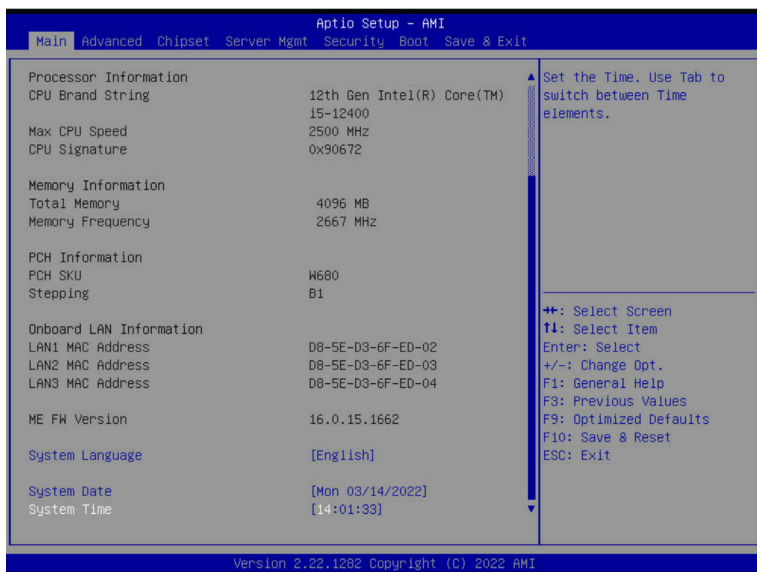 Aptio Setup – AMI
Main Advanced Chipset Server Mgmt Security Boot Save & Exit
Processor Information
CPU Brand String 12th Gen Intel(R) Core(TM)
i5-12400
Max CPU Speed 2500 MHz
CPU Signature 0x90672
Memory Information
Total Memory 4096 MB
Memory Frequency 2667 MHz
PCH Information
PCH SKU W680
Stepping B1
Onboard LAN Information
LAN1 MAC Address D8-5E-D3-6F-ED-02
LAN2 MAC Address D8-5E-D3-6F-ED-03
LAN3 MAC Address D8-5E-D3-6F-ED-04
ME FW Version 16.0.15.1662
System Language [English]
System Date [Mon 03/14/2022]
System Time [14:01:33]
Set the Time. Use Tab to
switch between Time
elements.
→←: Select Screen
↑↓: Select Item
Enter: Select
+/-: Change Opt.
F1: General Help
F3: Previous Values
F9: Optimized Defaults
F10: Save & Reset
ESC: Exit
Version 2.22.1282 Copyright (C) 2022 AMI